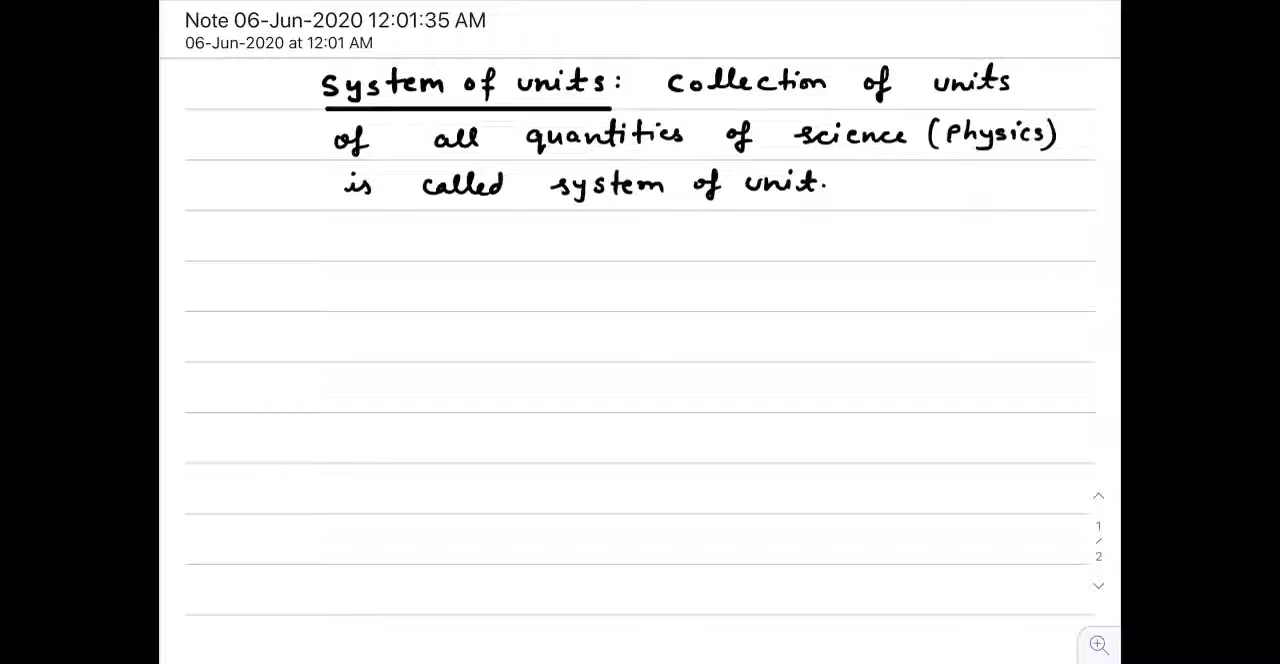 Note 06-Jun-2020 12:01:35 AM
06-Jun-2020 at 12:01 AM
System of units: Collection of units
of all quantities of science (Physics)
is called system of unit.
1
/
2